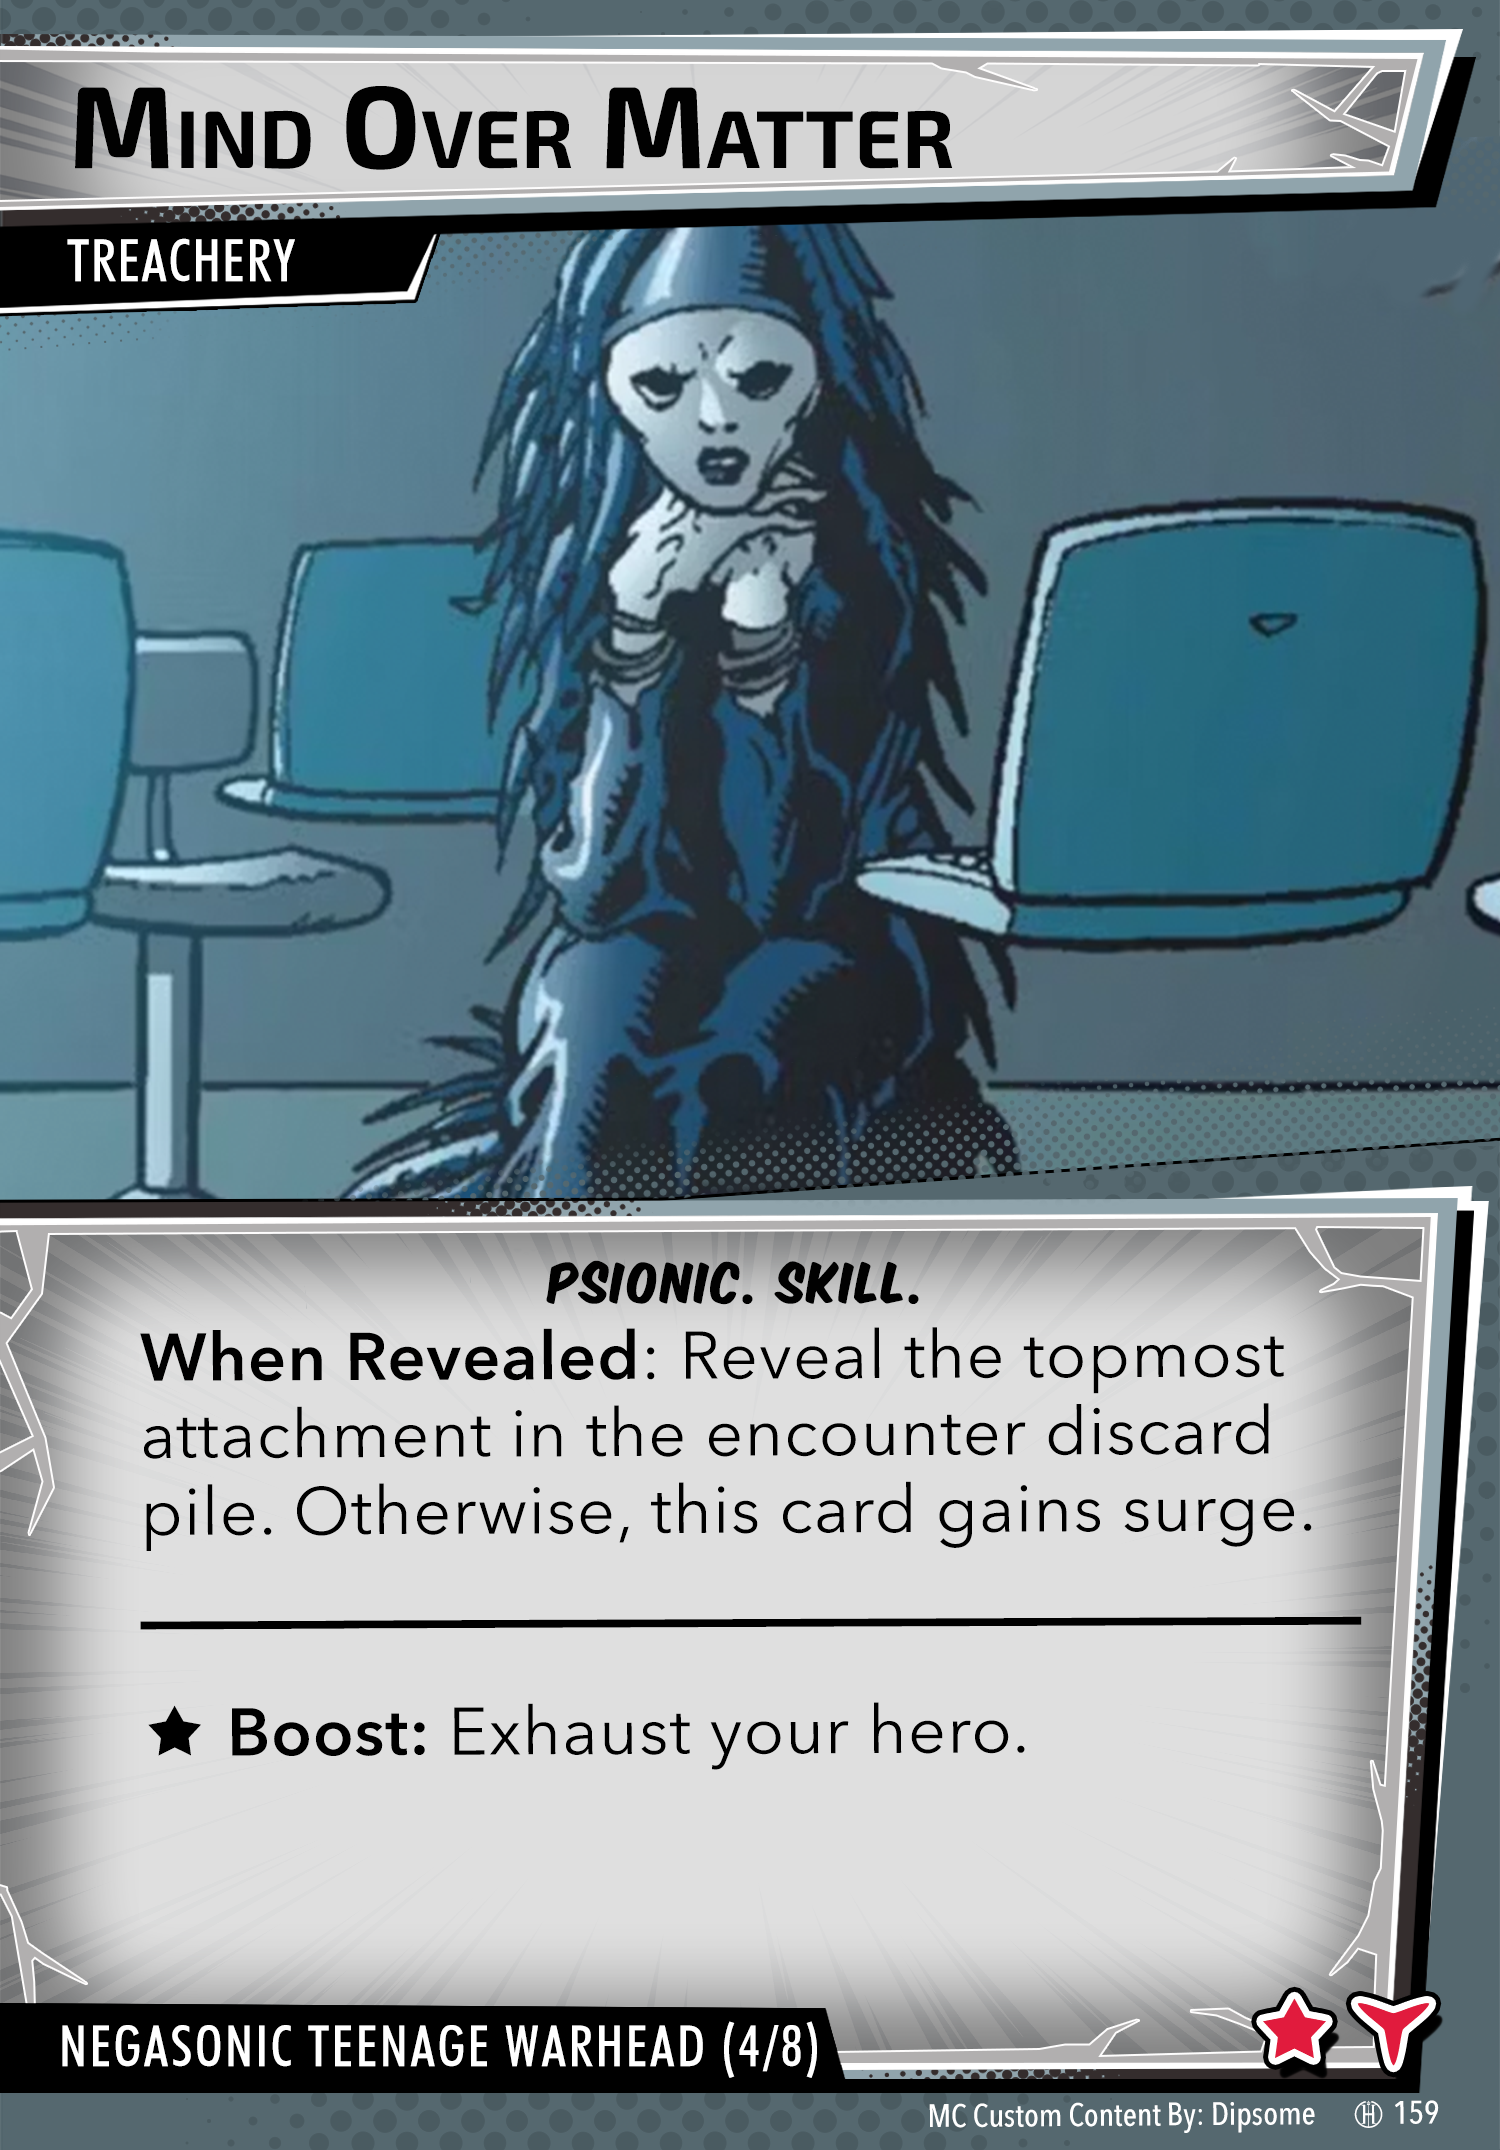 Mind Over Matter
TREACHERY
PSIONIC. SKILL.
When Revealed: Reveal the topmost
attachment in the encounter discard
pile. Otherwise, this card gains surge.
★ Boost: Exhaust your hero.
NEGASONIC TEENAGE WARHEAD (4/8)
MC Custom Content By: Dipsome 159